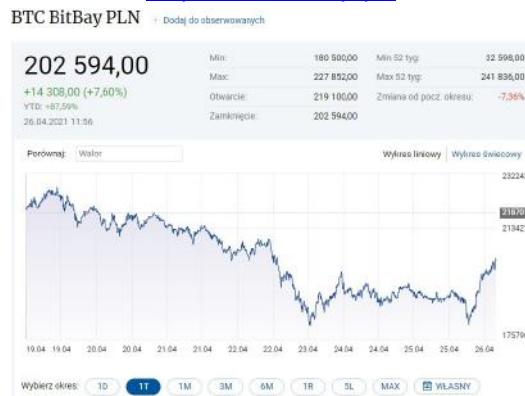 BTC BitBay PLN + Dodaj do obserwowanych
202 594,00
+14 308,00 (+7,60%)
YTD: +87,59%
26.04.2021 11:56
Min: 180 500,00 Min 52 tyg: 32 598,00
Max: 227 852,00 Max 52 tyg: 241 836,00
Otwarcie: 219 100,00 Zmiana od pocz. okresu: -7,36%
Zamknięcie: 202 594,00
Porównaj: Walor Wykres liniowy Wykres świecowy
23224
21870
21342
17579
19.04 19.04 20.04 20.04 21.04 21.04 22.04 22.04 23.04 23.04 24.04 24.04 25.04 25.04 26.04
Wybierz okres: 1D 1T 1M 3M 6M 1R 5L MAX WŁASNY